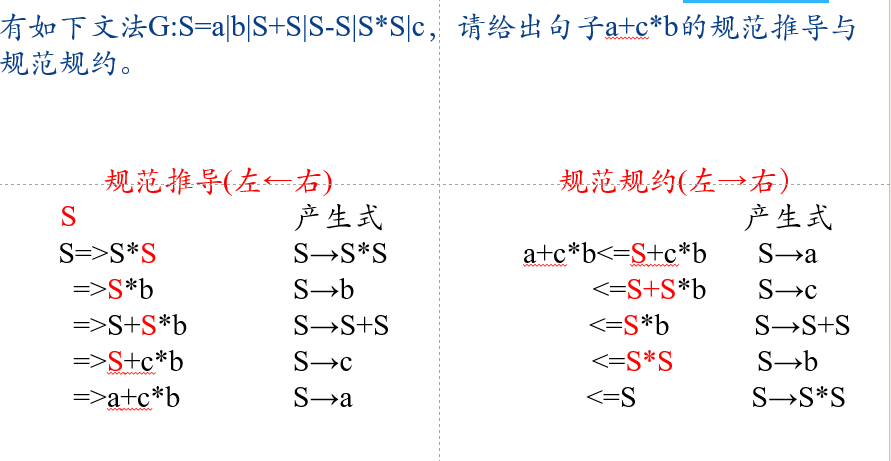 有如下文法G:S=a|b|S+S|S-S|S*S|c，请给出句子a+c*b的规范推导与
规范规约。
规范推导(左←右)
S 产生式
S=>S*S S→S*S
=>S*b S→b
=>S+S*b S→S+S
=>S+c*b S→c
=>a+c*b S→a
规范规约(左→右）
产生式
a+c*b<=S+c*b S→a
<=S+S*b S→c
<=S*b S→S+S
<=S*S S→b
<=S S→S*S